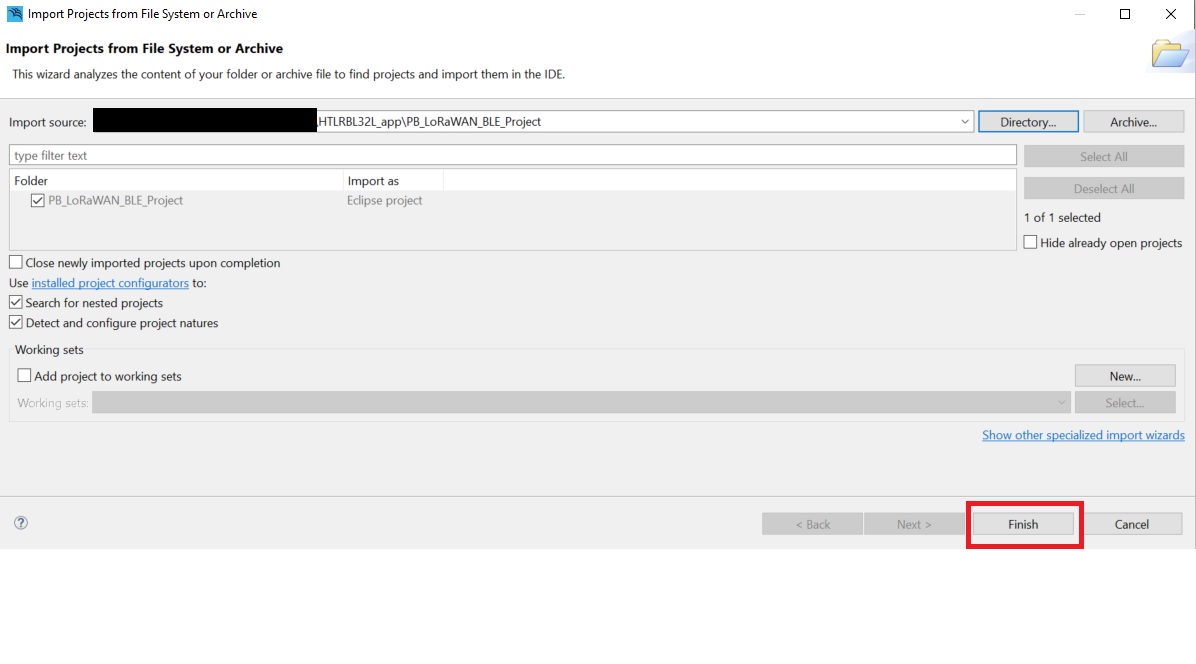 Import Projects from File System or Archive
Import Projects from File System or Archive
This wizard analyzes the content of your folder or archive file to find projects and import them in the IDE.
Import source: \HTLRBL32L_app\PB_LoRaWAN_BLE_Project Directory... Archive...
type filter text Select All
Folder Import as Deselect All
PB_LoRaWAN_BLE_Project Eclipse project
1 of 1 selected
Hide already open projects
Close newly imported projects upon completion
Use installed project configurators to:
Search for nested projects
Detect and configure project natures
Working sets
Add project to working sets New...
Working sets: Select...
Show other specialized import wizards
< Back Next > Finish Cancel